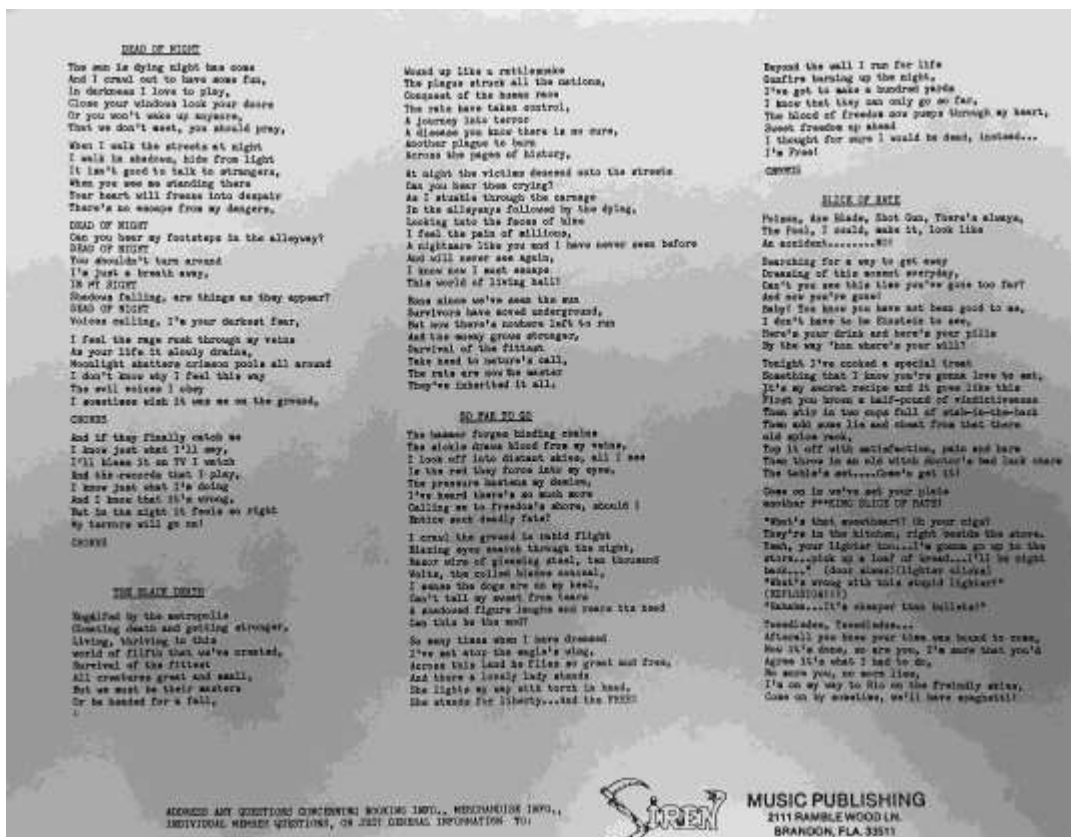 DEAD OF NIGHT
The sun is dying night has come
And I crawl out to have some fun,
In darkness I love to play,
Close your windows lock your doors
Or you won't wake up anymore,
That we don't meet, you should pray,
When I walk the streets at night
I walk in shadows, hide from light
It isn't good to talk to strangers,
When you see me standing there
Your heart will freeze into despair
There's no escape from my dangers,
DEAD OF NIGHT
Can you hear my footsteps in the alleyway?
DEAD OF NIGHT
You shouldn't turn around
I'm just a breath away,
IN MY SIGHT
Shadows falling, are things as they appear?
DEAD OF NIGHT
Voices calling, I'm your darkest fear,
I feel the rage rush through my veins
As your life it slowly drains,
Moonlight shatters crimson pools all around
I don't know why I feel this way
The evil voices I obey
I sometimes wish it was me on the ground,
CHORUS
And if they finally catch me
I know just what I'll say,
I'll blame it on TV I watch
And the records that I play,
I know just what I'm doing
And I know that it's wrong,
But in the night it feels so right
My terrors will go on!
CHORUS
THE BLACK DEATH
Engulfed by the metropolis
Cheating death and getting stronger,
Living, thriving in this
world of filfth that we've created,
Survival of the fittest
All creatures great and small,
But we must be their masters
Or be headed for a fall,
Wound up like a rattlesnake
The plague struck all the nations,
Conquest of the human race
The rats have taken control,
A journey into terror
A disease you know there is no cure,
Another plague to burn
Across the pages of history,
At night the victims descend onto the streets
Can you hear them crying?
As I stumble through the carnage
In the alleyways followed by the dying,
Looking into the faces of
I feel the pain of millions,
A nightmare like you and I have never seen before
And will never see again,
I know now I must escape
This world of living hell!
since we've seen the sun
Survivors have moved underground,
But now there's nowhere left to run
And the enemy grows stronger,
Survival of the fittest
Take heed to nature's call,
The rats are now the master
They've inherited it all.
SO FAR TO GO
The hammer forges binding chains
The sickle draws blood from my veins,
I look off into distant skies, all I see
Is the red they force into my eyes,
The pressure hastens my demise,
I've heard there's so much more
Calling me to freedom's shore, should I
Entice such deadly fate?
I crawl the ground in rabid flight
Blazing eyes search through the night,
Razor wire of gleaming steel, ten thousand
Volts, the coiled conceal,
I sense the dogs are on my heel,
Can't tell my sweat from tears
A shadowed figure laughs and rears its head
Can this be the end?
So many times when I have dreamed
I've sat atop the eagle's wing,
Across this land he flies so great and free,
And there a lovely lady stands
She lights my way with torch in hand,
She stands for liberty...And the FREE!
Beyond the wall I run for life
Gunfire burning up the night,
I've got to make a hundred yards
I know that they can only go so far,
The blood of freedom now pumps through my heart,
Sweet freedom up ahead
I thought for sure I would be dead, instead...
I'm Free!
CHORUS
SLICE OF HATE
Poison, Axe Blade, Shot Gun, There's always,
The Pool, I could, make it, look like
An accident........NO!
Searching for a way to get away
Dreaming of this moment everyday,
Can't you see this time you've gone too far?
And now you're gone!
Baby! You know you have not been good to me,
I don't have to be Einstein to see,
Here's your drink and here's your pills
By the way 'hon where's your will?
Tonight I've cooked a special treat
Something that I know you're gonna love to eat,
It's my secret recipe and it goes like this
First you brown a half-pound of vindictiveness
Then stir in two cups full of stab-in-the-back
Then add some lie and cheat from that there
old spice rack,
Top it off with satisfaction, pain and
Then throw in an old witch doctor's bad luck
The table's set....Come'n get it!
Come on in we've set your plate
another F**KING SLICE OF HATE!
"What's that sweetheart? Oh your cigs?
They're in the kitchen, right beside the stove.
Yeah, your lighter too...I'm gonna go up to the
store...pick up a loaf of bread...I'll be right
back..." (door slams)(lighter clicks)
"What's wrong with this stupid lighter?"
(EXPLOSION!!!)
"Hahaha...It's cheaper than bullets!"
Afterall you knew your time was bound to come,
Now it's done, so are you, I'm sure that you'd
Agree it's what I had to do,
No more you, no more lies,
I'm on my way to Rio on the freindly skies,
Come on by sometime, we'll have spaghetti!
ADDRESS ANY QUESTIONS CONCERNING BOOKING INFO., MERCHANDISE INFO.,
INDIVIDUAL MEMBER QUESTIONS, OR JUST GENERAL INFORMATION TO:
SIREN
MUSIC PUBLISHING
2111 RAMBLEWOOD LN.
BRANDON, FLA. 33511